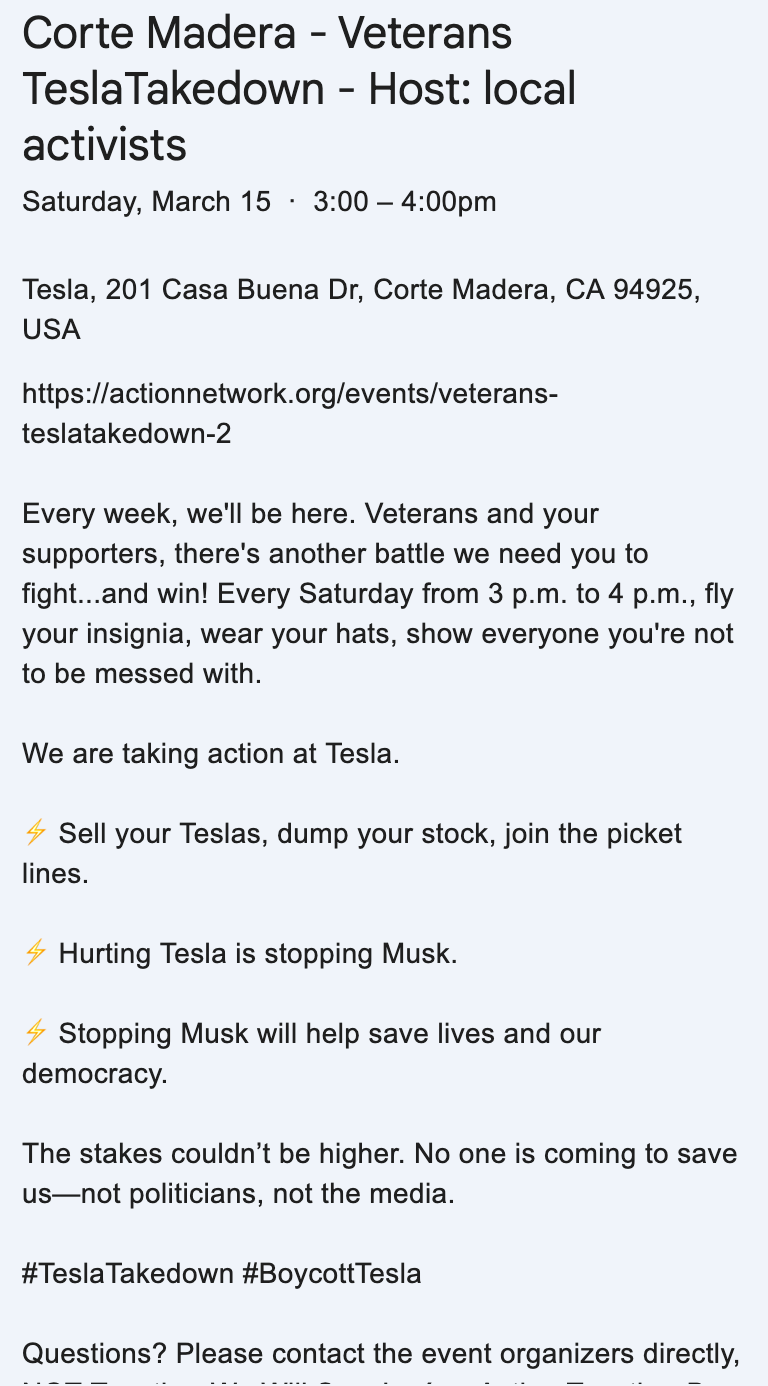 Corte Madera - Veterans
TeslaTakedown - Host: local
activists
Saturday, March 15 · 3:00 – 4:00pm
Tesla, 201 Casa Buena Dr, Corte Madera, CA 94925,
USA
https://actionnetwork.org/events/veterans-
teslatakedown-2
Every week, we'll be here. Veterans and your
supporters, there's another battle we need you to
fight...and win! Every Saturday from 3 p.m. to 4 p.m., fly
your insignia, wear your hats, show everyone you're not
to be messed with.
We are taking action at Tesla.
⚡ Sell your Teslas, dump your stock, join the picket
lines.
⚡ Hurting Tesla is stopping Musk.
⚡ Stopping Musk will help save lives and our
democracy.
The stakes couldn’t be higher. No one is coming to save
us—not politicians, not the media.
#TeslaTakedown #BoycottTesla
Questions? Please contact the event organizers directly,